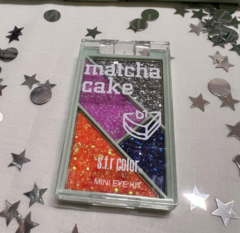 matcha
cake
s.f.r color
MINI EYE KIT